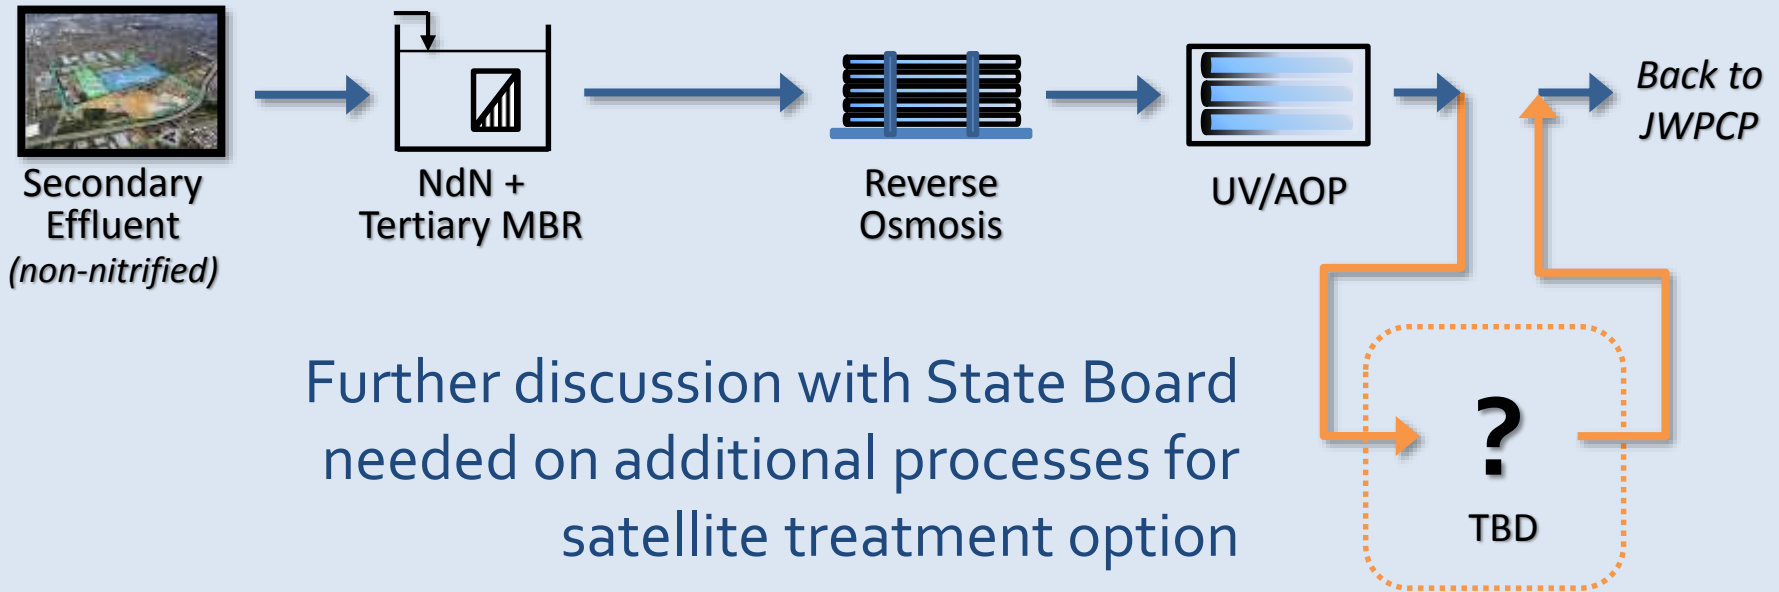 Secondary
Effluent
(non-nitrified)
NdN +
Tertiary MBR
Reverse
Osmosis
UV/AOP
Back to
JWPCP
Further discussion with State Board
needed on additional processes for
satellite treatment option
?
TBD